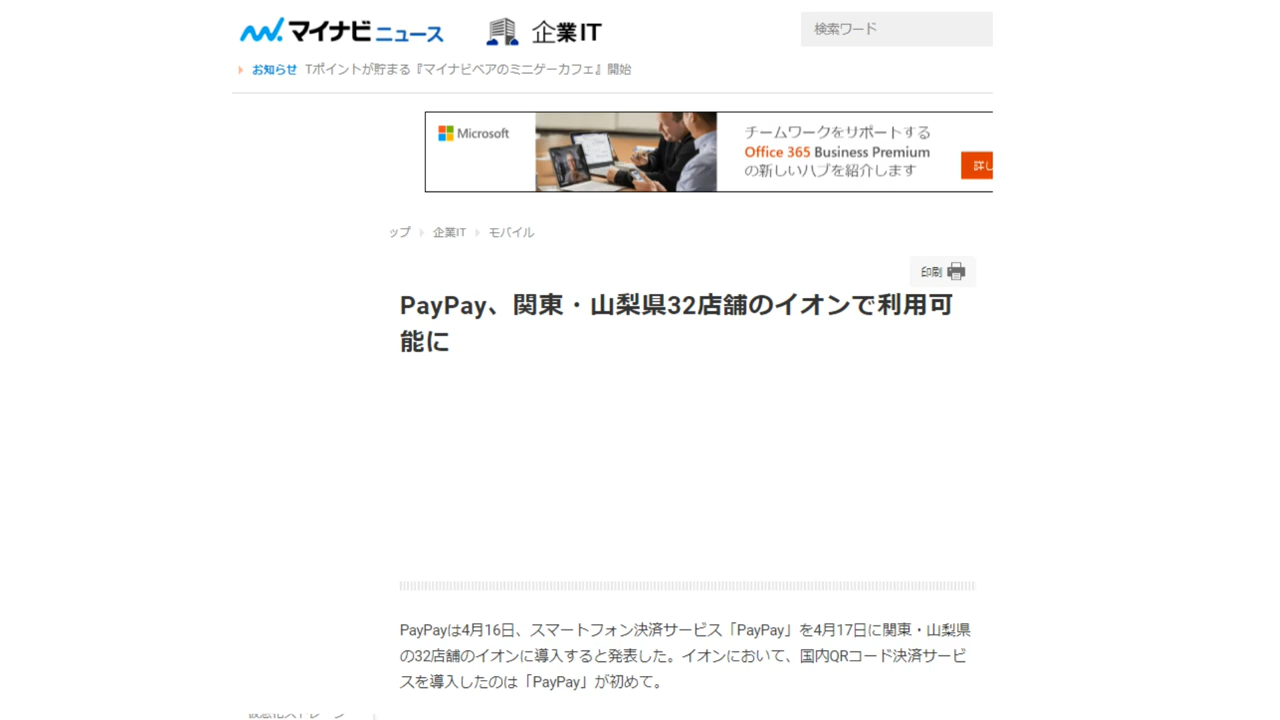 マイナビニュース 企業IT 検索ワード
お知らせ Tポイントが貯まる『マイナビベアのミニゲーカフェ』開始
Microsoft
チームワークをサポートする
Office 365 Business Premium
の新しいハブを紹介します
詳し
ップ 企業IT モバイル
印刷
PayPay、関東・山梨県32店舗のイオンで利用可
能に
PayPayは4月16日、スマートフォン決済サービス「PayPay」を4月17日に関東・山梨県
の32店舗のイオンに導入すると発表した。イオンにおいて、国内QRコード決済サービ
スを導入したのは「PayPay」が初めて。